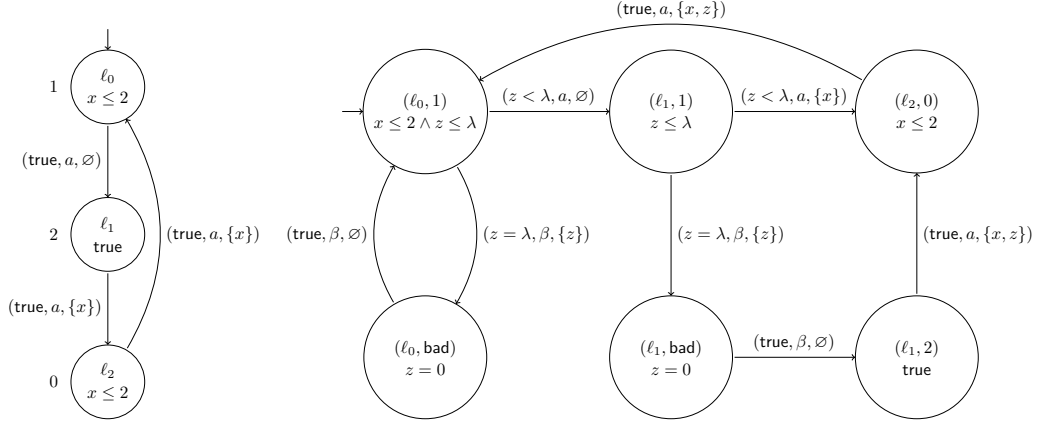 1
ℓ₀
x ≤ 2
(true, a, ∅)
2
ℓ₁
true
(true, a, {x})
(true, a, {x})
0
ℓ₂
x ≤ 2
(true, a, {x, z})
(ℓ₀, 1)
x ≤ 2 ∧ z ≤ λ
(z < λ, a, ∅)
(ℓ₁, 1)
z ≤ λ
(z < λ, a, {x})
(ℓ₂, 0)
x ≤ 2
(true, β, ∅)
(z = λ, β, {z})
(z = λ, β, {z})
(true, a, {x, z})
(ℓ₀, bad)
z = 0
(ℓ₁, bad)
z = 0
(true, β, ∅)
(ℓ₁, 2)
true